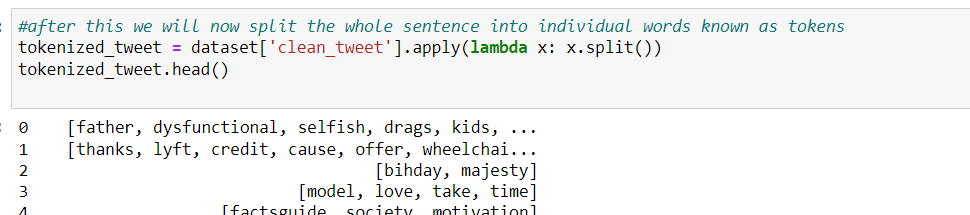 #after this we will now split the whole sentence into individual words known as tokens
tokenized_tweet = dataset['clean_tweet'].apply(lambda x: x.split())
tokenized_tweet.head()
0    [father, dysfunctional, selfish, drags, kids, ...
1    [thanks, lyft, credit, cause, offer, wheelchai...
2    [bihday, majesty]
3    [model, love, take, time]
4    [factsguide, society, motivation]